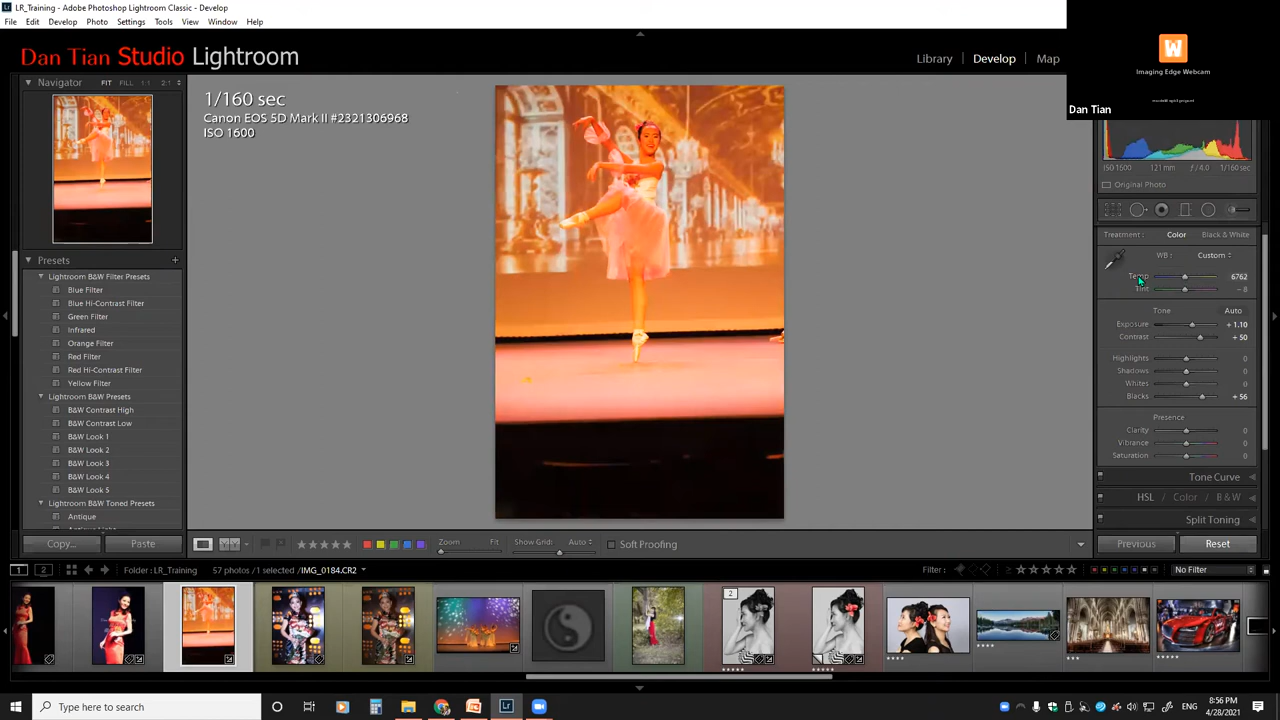 LR_Training - Adobe Photoshop Lightroom Classic - Develop
File Edit Develop Photo Settings Tools View Window Help
Dan Tian Studio Lightroom
Library Develop Map
W
Imaging Edge Webcam
Dan Tian
Navigator FIT FILL 1:1 2:1
1/160 sec
Canon EOS 5D Mark II #2321306968
ISO 1600
ISO 1600 121 mm ƒ / 4.0 1/160 sec
Original Photo
Treatment : Color Black & White
WB : Custom
Temp 6762
Tint - 8
Tone Auto
Exposure + 1.10
Contrast + 50
Highlights 0
Shadows 0
Whites 0
Blacks + 56
Presence
Clarity 0
Vibrance 0
Saturation 0
Tone Curve
HSL / Color / B & W
Split Toning
Previous Reset
Presets +
Lightroom B&W Filter Presets
Blue Filter
Blue Hi-Contrast Filter
Green Filter
Infrared
Orange Filter
Red Filter
Red Hi-Contrast Filter
Yellow Filter
Lightroom B&W Presets
B&W Contrast High
B&W Contrast Low
B&W Look 1
B&W Look 2
B&W Look 3
B&W Look 4
B&W Look 5
Lightroom B&W Toned Presets
Antique
Copy... Paste
Zoom Fit Show Grid: Auto Soft Proofing
1 2 Folder : LR_Training 57 photos / 1 selected / IMG_0184.CR2 Filter : No Filter
2
Type here to search
8:56 PM
4/28/2021